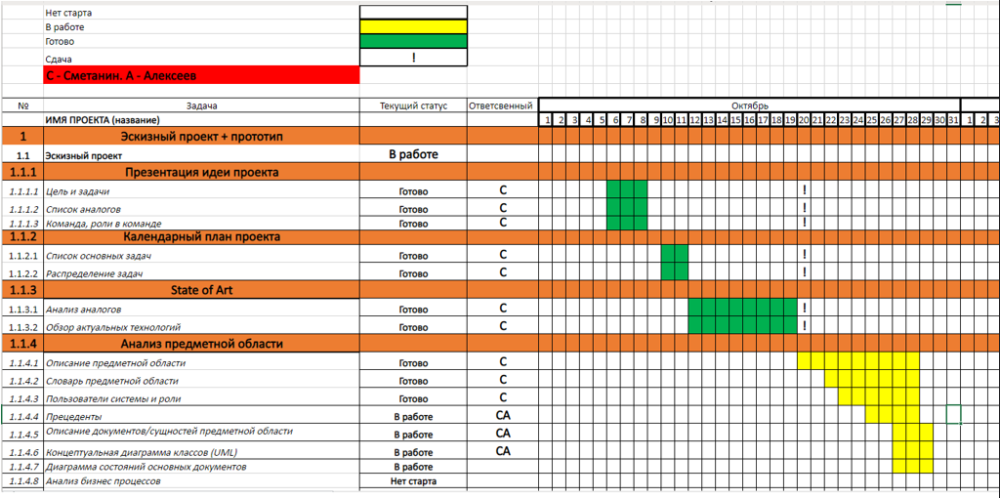 Нет старта
В работе
Готово
Сдача !
С - Сметанин. А - Алексеев
№ Задача Текущий статус Ответсвенный Октябрь
ИМЯ ПРОЕКТА (название) 1 2 3 4 5 6 7 8 9 10 11 12 13 14 15 16 17 18 19 20 21 22 23 24 25 26 27 28 29 30 31 1 2 3
1 Эскизный проект + прототип
1.1 Эскизный проект В работе
1.1.1 Презентация идеи проекта
1.1.1.1 Цель и задачи Готово С !
1.1.1.2 Список аналогов Готово С !
1.1.1.3 Команда, роли в команде Готово С !
1.1.2 Календарный план проекта
1.1.2.1 Список основных задач Готово С !
1.1.2.2 Распределение задач Готово С !
1.1.3 State of Art
1.1.3.1 Анализ аналогов Готово С !
1.1.3.2 Обзор актуальных технологий Готово С !
1.1.4 Анализ предметной области
1.1.4.1 Описание предметной области Готово С
1.1.4.2 Словарь предметной области Готово С
1.1.4.3 Пользователи системы и роли Готово С
1.1.4.4 Прецеденты В работе СА
1.1.4.5 Описание документов/сущностей предметной области В работе СА
1.1.4.6 Концептуальная диаграмма классов (UML) В работе СА
1.1.4.7 Диаграмма состояний основных документов В работе
1.1.4.8 Анализ бизнес процессов Нет старта